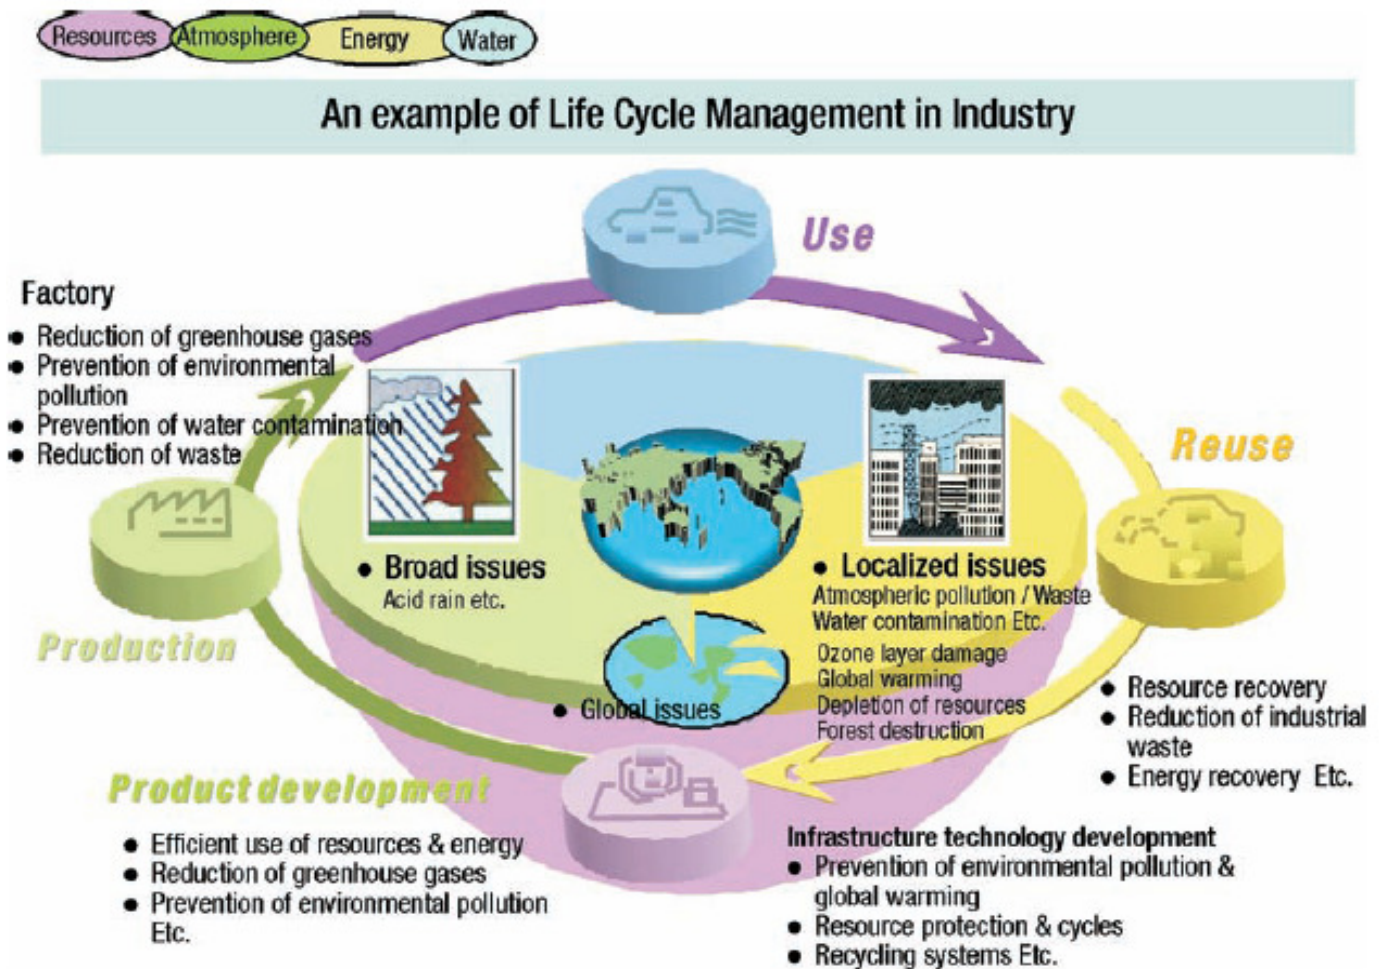 Resources Atmosphere Energy Water
An example of Life Cycle Management in Industry
Use
Factory
● Reduction of greenhouse gases
● Prevention of environmental
pollution
● Prevention of water contamination
● Reduction of waste
Reuse
● Broad issues
Acid rain etc.
● Localized issues
Atmospheric pollution / Waste
Water contamination Etc.
Ozone layer damage
Global warming
Depletion of resources
Forest destruction
● Global issues
Production
● Resource recovery
● Reduction of industrial
waste
● Energy recovery Etc.
Product development
● Efficient use of resources & energy
● Reduction of greenhouse gases
● Prevention of environmental pollution
Etc.
Infrastructure technology development
● Prevention of environmental pollution &
global warming
● Resource protection & cycles
● Recycling systems Etc.